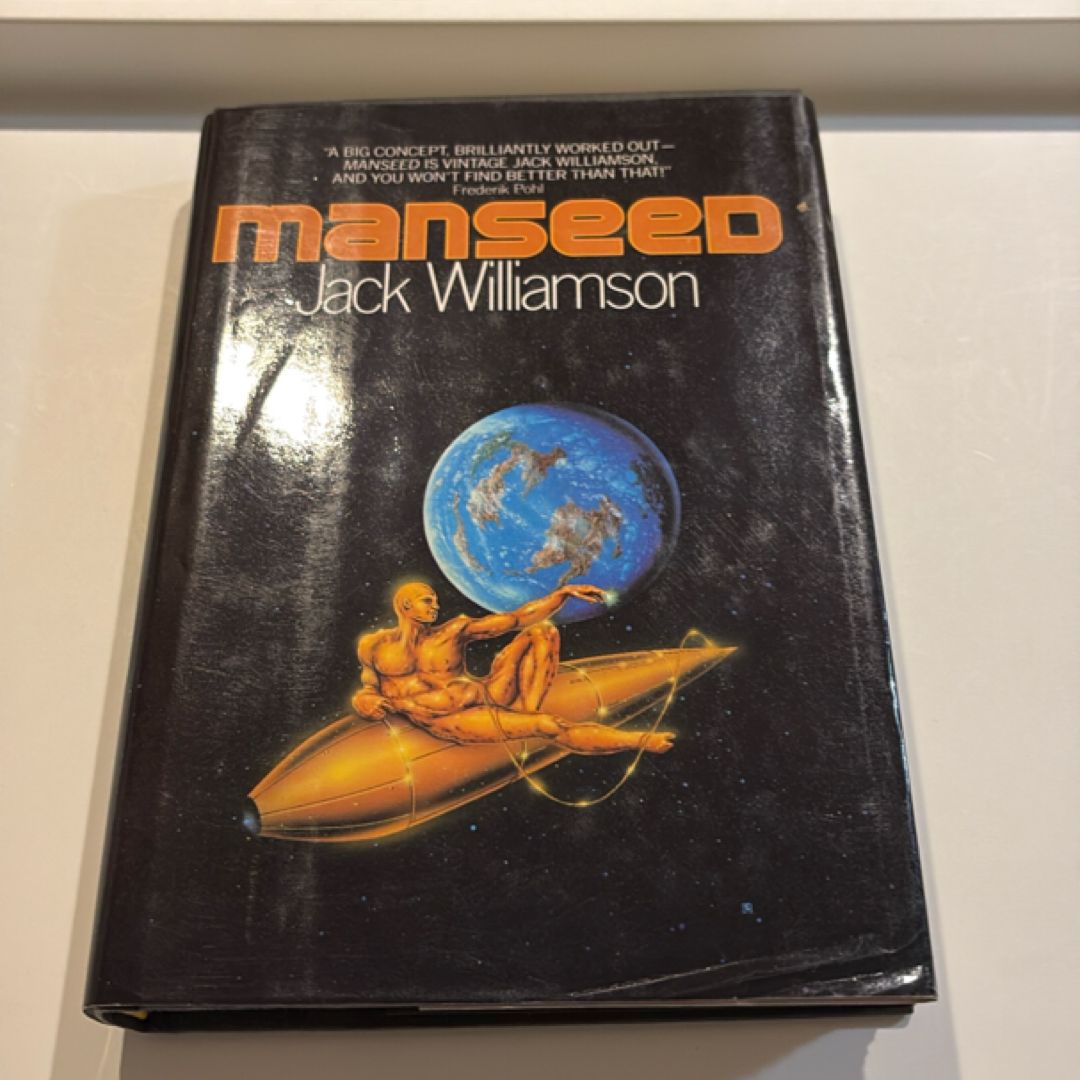 "A BIG CONCEPT, BRILLIANTLY WORKED OUT—
MANSEED IS VINTAGE JACK WILLIAMSON,
AND YOU WON'T FIND BETTER THAN THAT!"
Frederik Pohl
manseeD
Jack Williamson